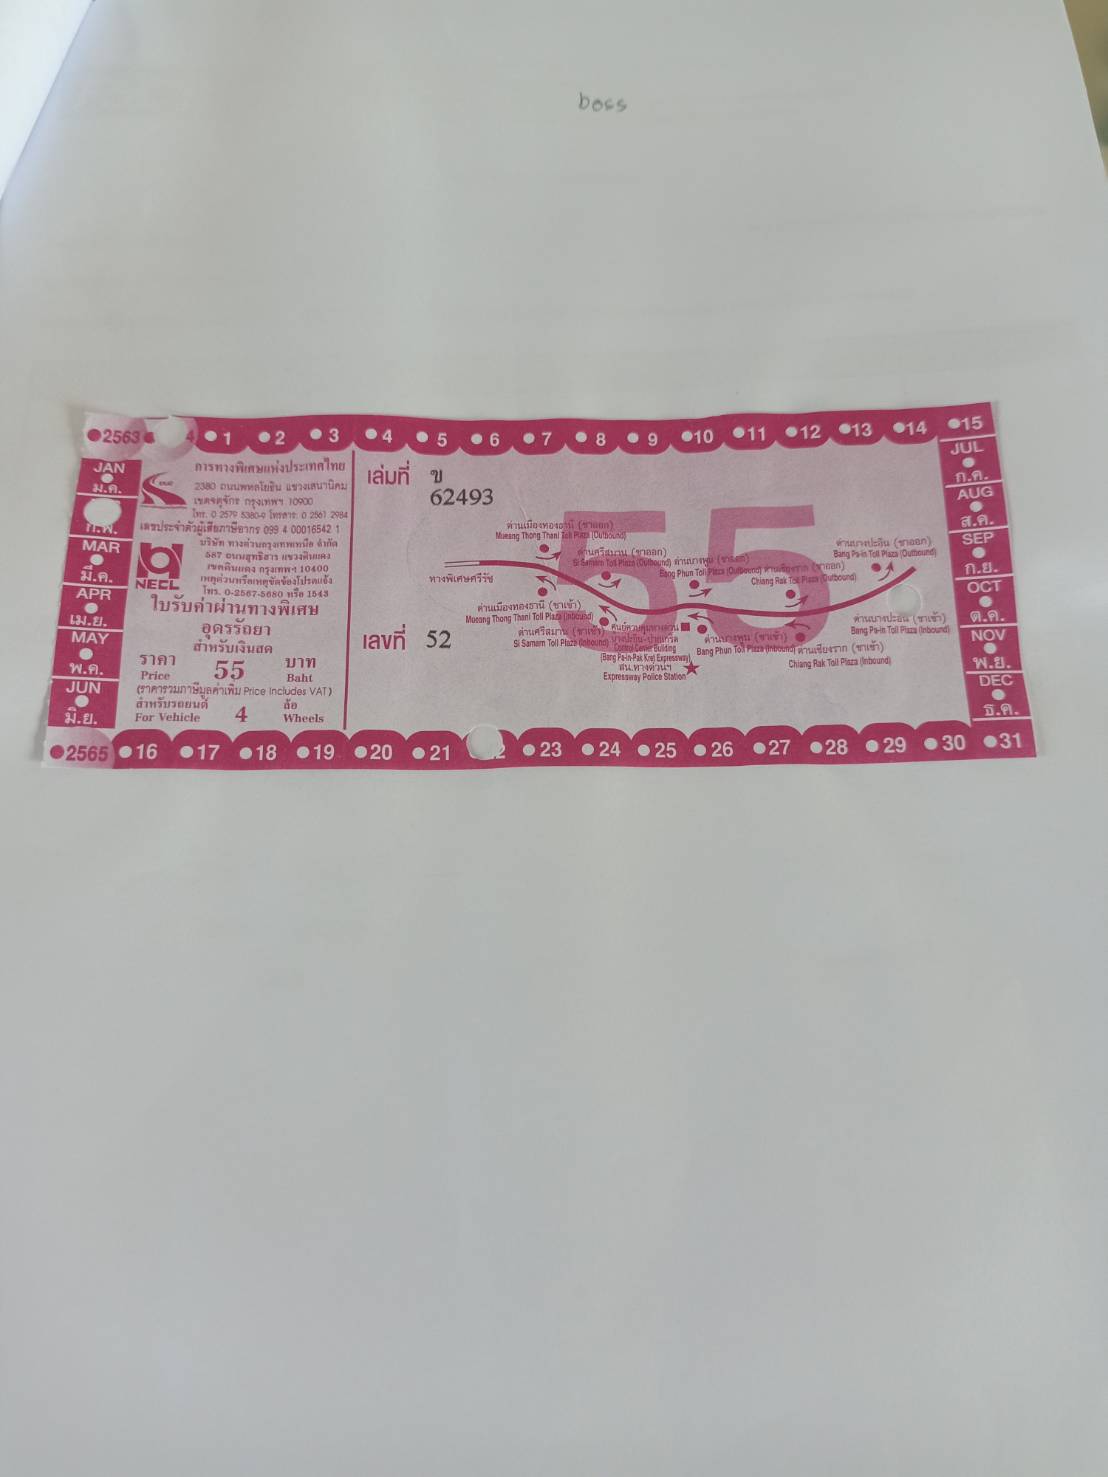 boss
2563 4 1 2 3 4 5 6 7 8 9 10 11 12 13 14 15
JAN
ม.ค.
ก.พ.
MAR
มี.ค.
APR
เม.ย.
MAY
พ.ค.
JUN
มิ.ย.
การทางพิเศษแห่งประเทศไทย
2380 ถนนพหลโยธิน แขวงเสนานิคม
เขตจตุจักร กรุงเทพฯ 10900
โทร. 0 2579 5380-9 โทรสาร: 0 2561 2984
เลขประจำตัวผู้เสียภาษีอากร 099 4 00016542 1
บริษัท ทางด่วนกรุงเทพเหนือ จำกัด
587 ถนนสุทธิสาร แขวงดินแดง
เขตดินแดง กรุงเทพฯ 10400
เหตุด่วนหรือเหตุขัดข้องโปรดแจ้ง
โทร. 0-2567-5680 หรือ 1543
NECL
ใบรับค่าผ่านทางพิเศษ
อุดรรัถยา
สำหรับเงินสด
ราคา 55 บาท
Price Baht
(ราคารวมภาษีมูลค่าเพิ่ม Price Includes VAT)
สำหรับรถยนต์ 4 ล้อ
For Vehicle Wheels
เล่มที่ ข
62493
เลขที่ 52
55
ด่านเมืองทองธานี (ขาออก)
Mueang Thong Thani Toll Plaza (Outbound)
ด่านศรีสมาน (ขาออก)
Si Samarn Toll Plaza (Outbound)
ด่านบางพูน (ขาออก)
Bang Phun Toll Plaza (Outbound)
ด่านเชียงราก (ขาออก)
Chiang Rak Toll Plaza (Outbound)
ด่านบางปะอิน (ขาออก)
Bang Pa-in Toll Plaza (Outbound)
ทางพิเศษศรีรัช
ด่านเมืองทองธานี (ขาเข้า)
Mueang Thong Thani Toll Plaza (Inbound)
ด่านศรีสมาน (ขาเข้า)
Si Samarn Toll Plaza (Inbound)
ศูนย์ควบคุมทางด่วน
บางปะอิน-ปากเกร็ด
Control Center Building
(Bang Pa-in-Pak Kret Expressway)
สน.ทางด่วนฯ
Expressway Police Station
ด่านบางพูน (ขาเข้า)
Bang Phun Toll Plaza (Inbound)
ด่านเชียงราก (ขาเข้า)
Chiang Rak Toll Plaza (Inbound)
ด่านบางปะอิน (ขาเข้า)
Bang Pa-in Toll Plaza (Inbound)
JUL
ก.ค.
AUG
ส.ค.
SEP
ก.ย.
OCT
ต.ค.
NOV
พ.ย.
DEC
ธ.ค.
2565 16 17 18 19 20 21 2 23 24 25 26 27 28 29 30 31